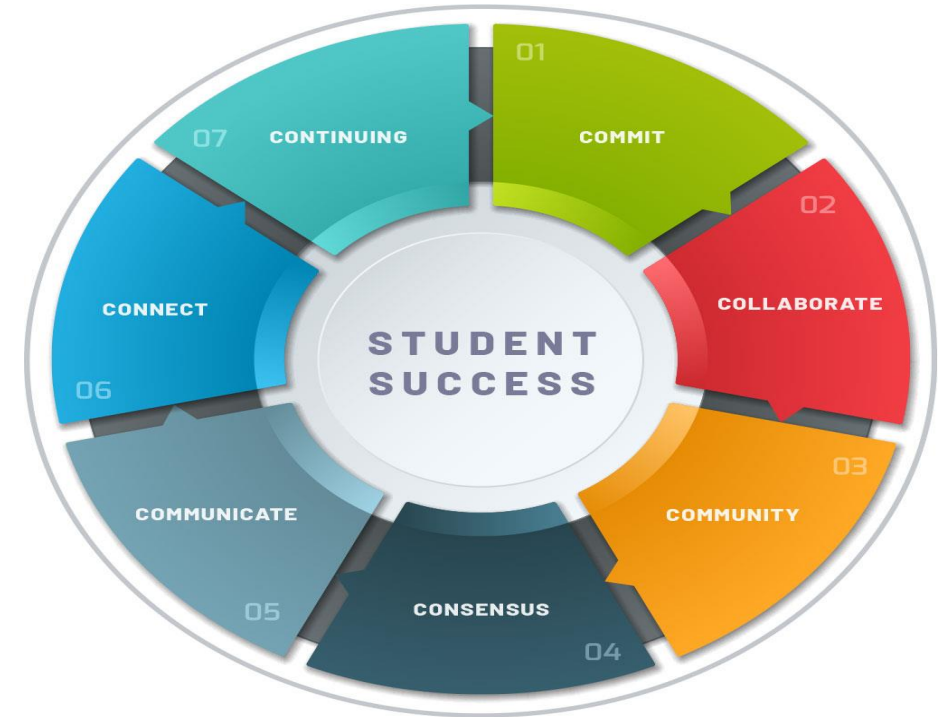 STUDENT
SUCCESS
01
COMMIT
02
COLLABORATE
03
COMMUNITY
04
CONSENSUS
05
COMMUNICATE
06
CONNECT
07
CONTINUING